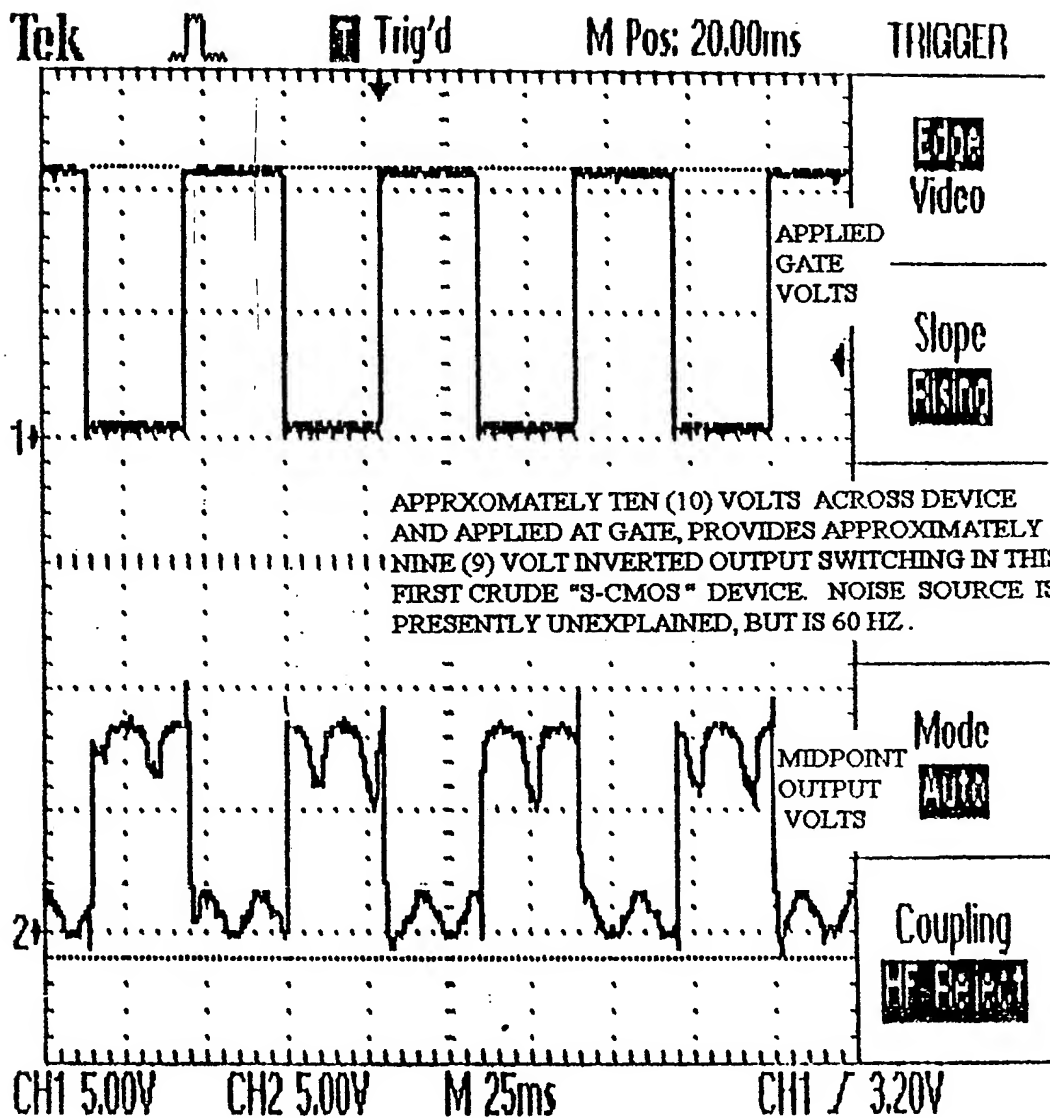 Tek T Trig'd M Pos: 20.00ms TRIGGER
Edge
Video
APPLIED
GATE
VOLTS
Slope
Rising
1
APPRXOMATELY TEN (10) VOLTS ACROSS DEVICE
AND APPLIED AT GATE, PROVIDES APPROXIMATELY
NINE (9) VOLT INVERTED OUTPUT SWITCHING IN THIS
FIRST CRUDE "S-CMOS" DEVICE. NOISE SOURCE IS
PRESENTLY UNEXPLAINED, BUT IS 60 HZ.
Mode
Auto
MIDPOINT
OUTPUT
VOLTS
2
Coupling
HF Reject
CH1 5.00V CH2 5.00V M 25ms CH1 / 3.20V